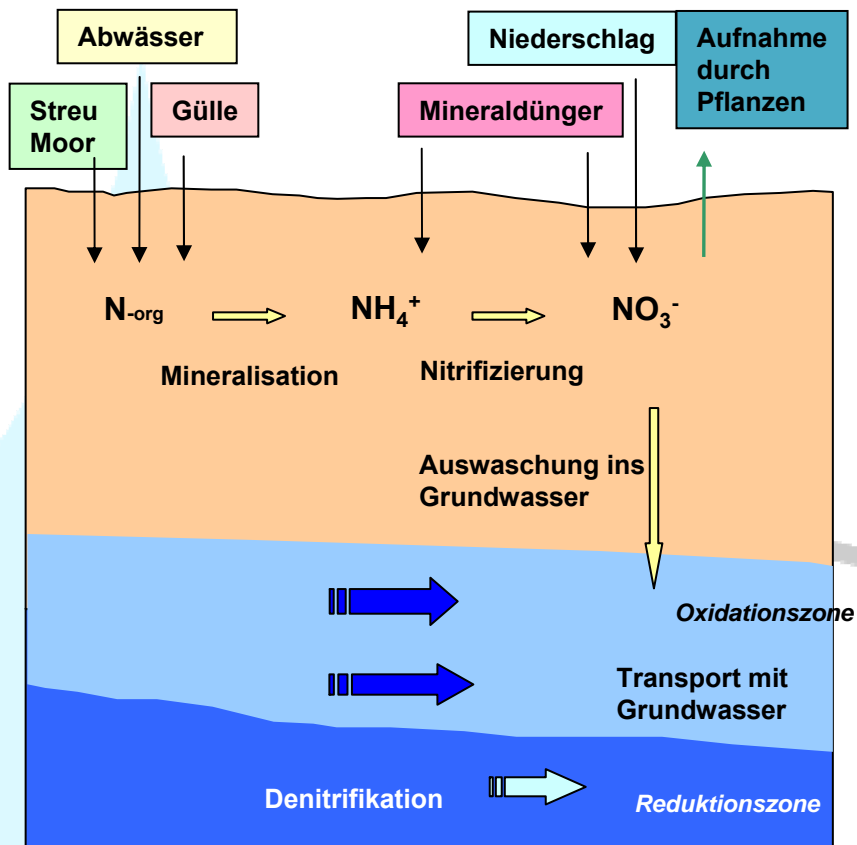 Abwässer
Niederschlag
Aufnahme
durch
Pflanzen
Streu
Moor
Gülle
Mineraldünger
N-org
NH₄⁺
NO₃⁻
Mineralisation
Nitrifizierung
Auswaschung ins
Grundwasser
Oxidationszone
Transport mit
Grundwasser
Denitrifikation
Reduktionszone